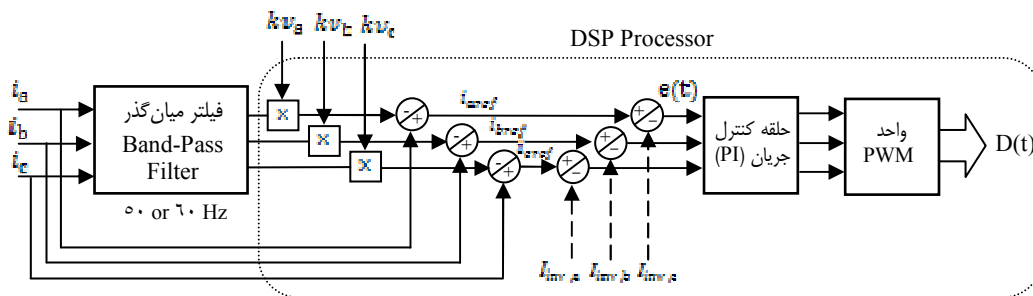 kv_a
kv_b
kv_c
DSP Processor
i_a
i_b
i_c
فیلتر میان‌گذر
Band-Pass
Filter
۵۰ or ۶۰ Hz
×
×
×
-
+
-
+
-
+
i_aref
i_bref
i_cref
e(t)
+
-
+
-
+
-
I_inv,a
I_inv,b
I_inv,a
حلقه کنترل
جریان (PI)
واحد
PWM
D(t)